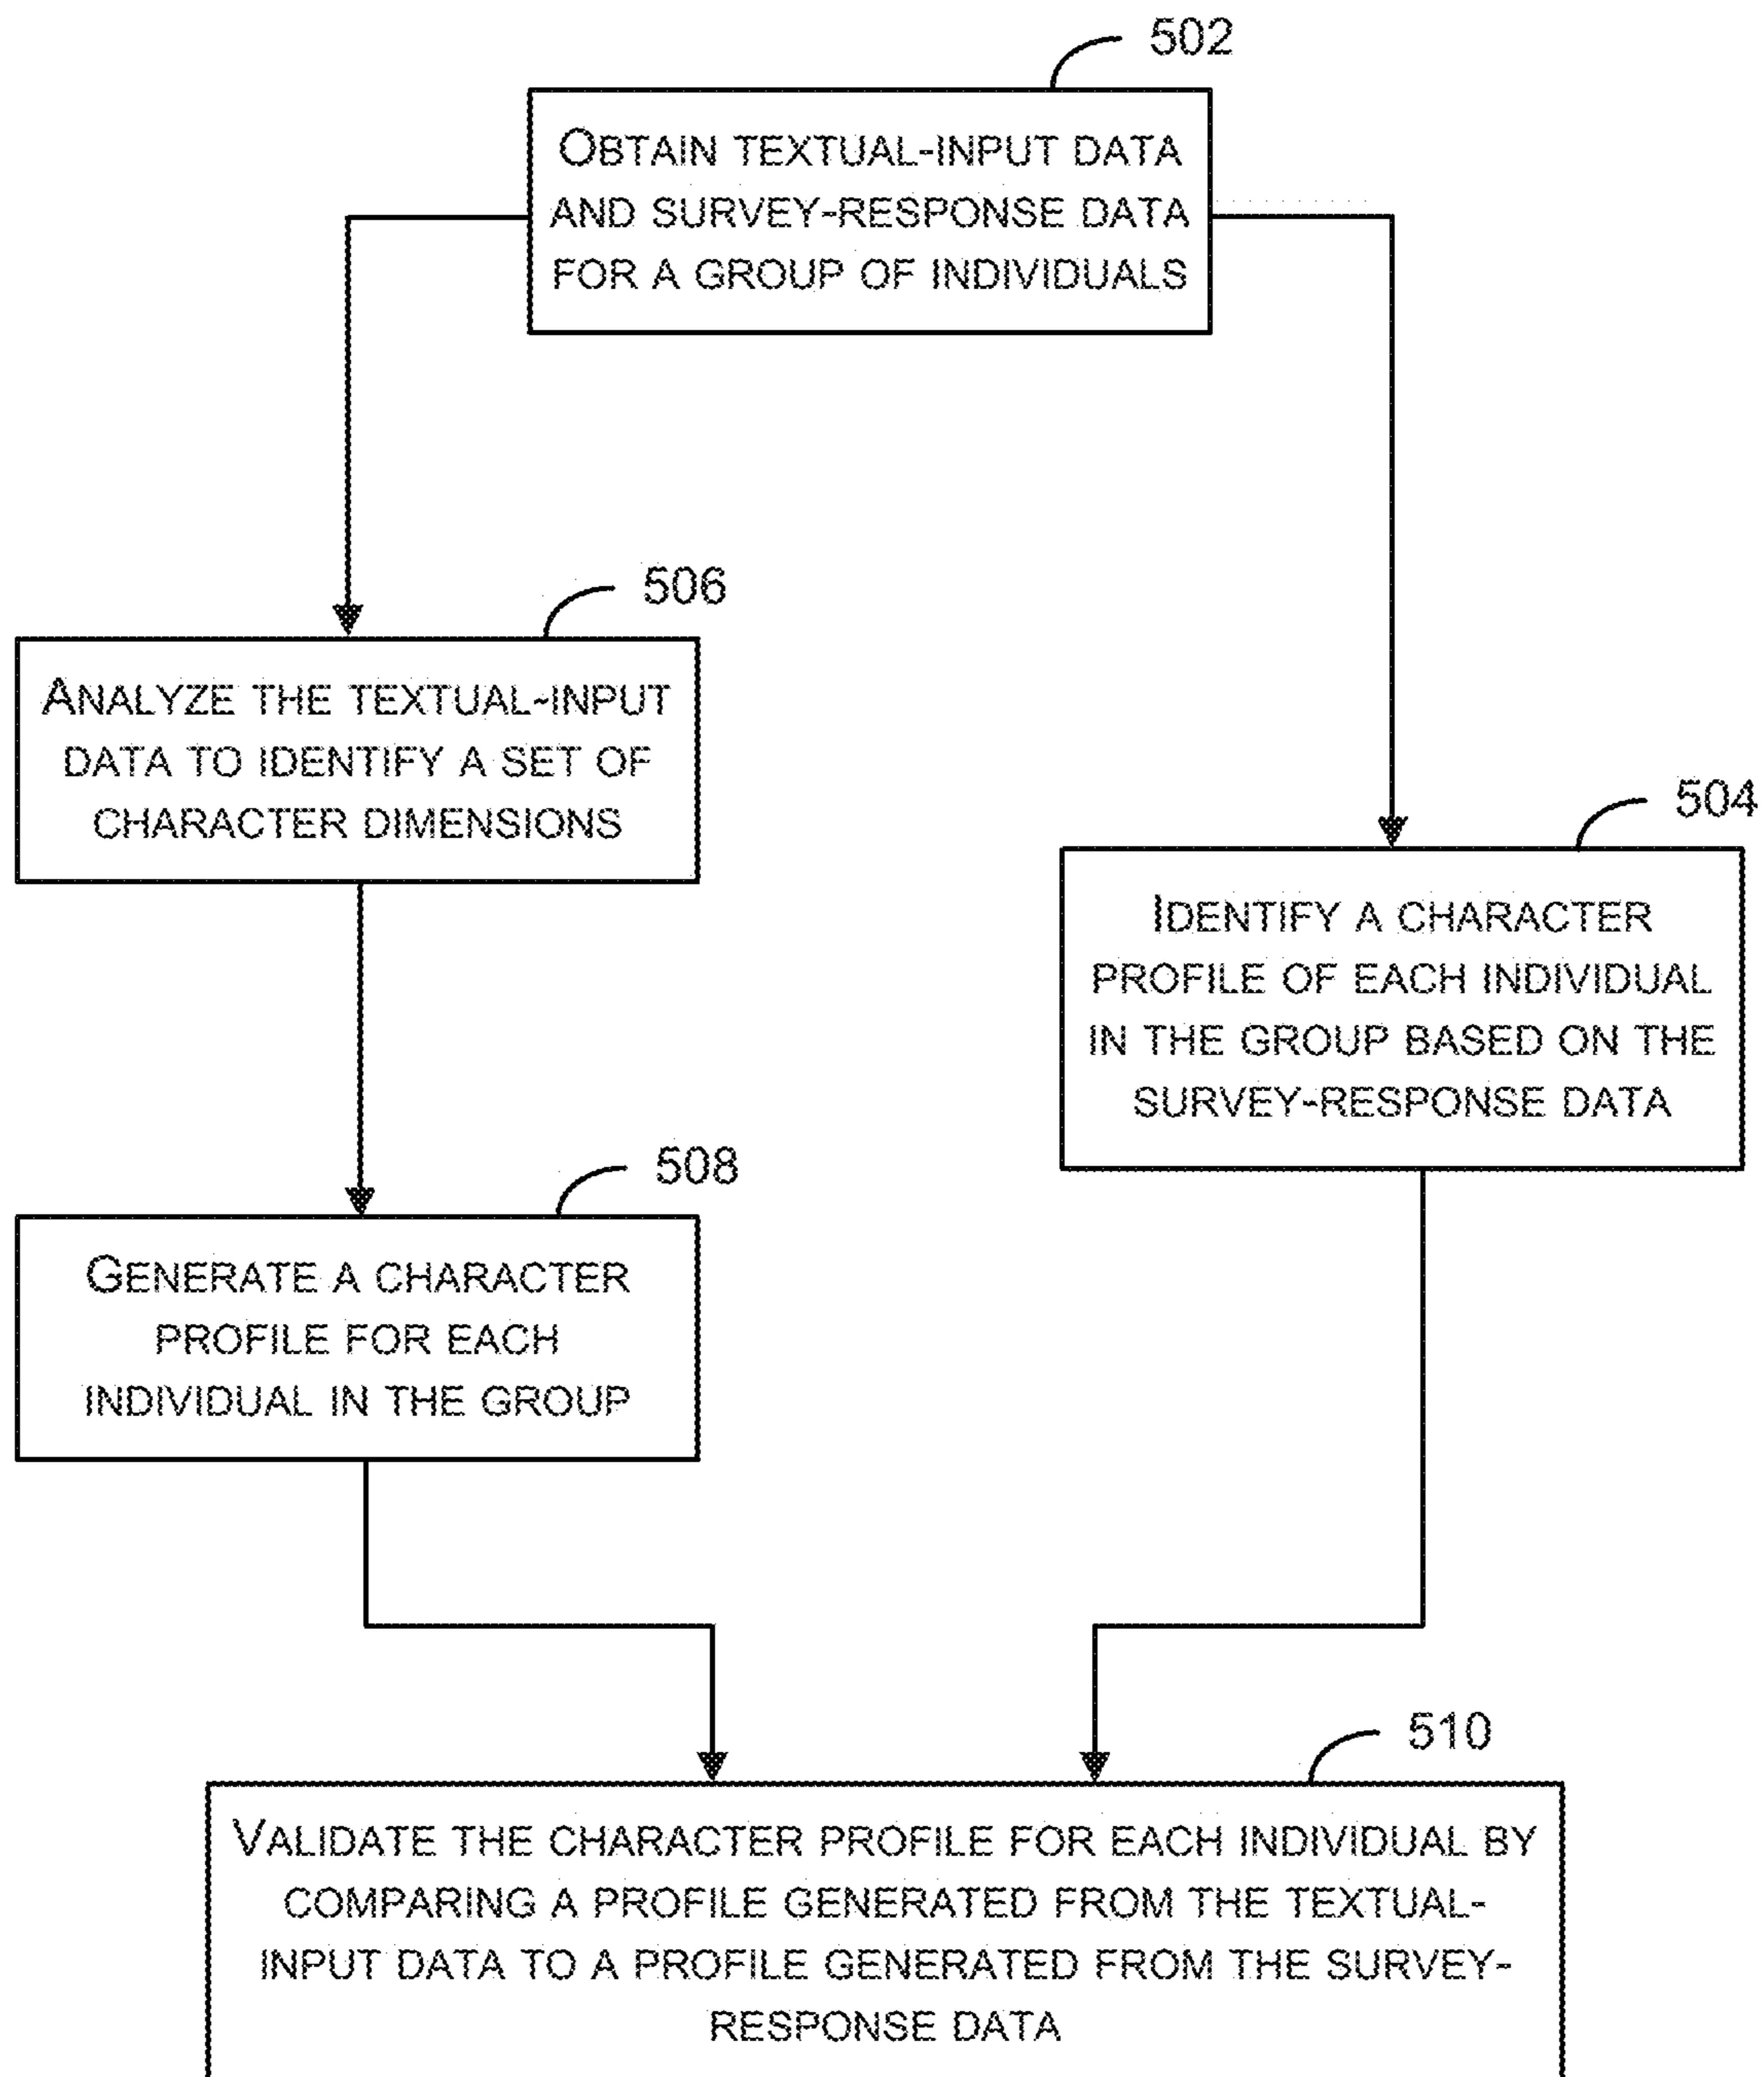 502
OBTAIN TEXTUAL-INPUT DATA
AND SURVEY-RESPONSE DATA
FOR A GROUP OF INDIVIDUALS
506
ANALYZE THE TEXTUAL-INPUT
DATA TO IDENTIFY A SET OF
CHARACTER DIMENSIONS
504
IDENTIFY A CHARACTER
PROFILE OF EACH INDIVIDUAL
IN THE GROUP BASED ON THE
SURVEY-RESPONSE DATA
508
GENERATE A CHARACTER
PROFILE FOR EACH
INDIVIDUAL IN THE GROUP
510
VALIDATE THE CHARACTER PROFILE FOR EACH INDIVIDUAL BY
COMPARING A PROFILE GENERATED FROM THE TEXTUAL-
INPUT DATA TO A PROFILE GENERATED FROM THE SURVEY-
RESPONSE DATA